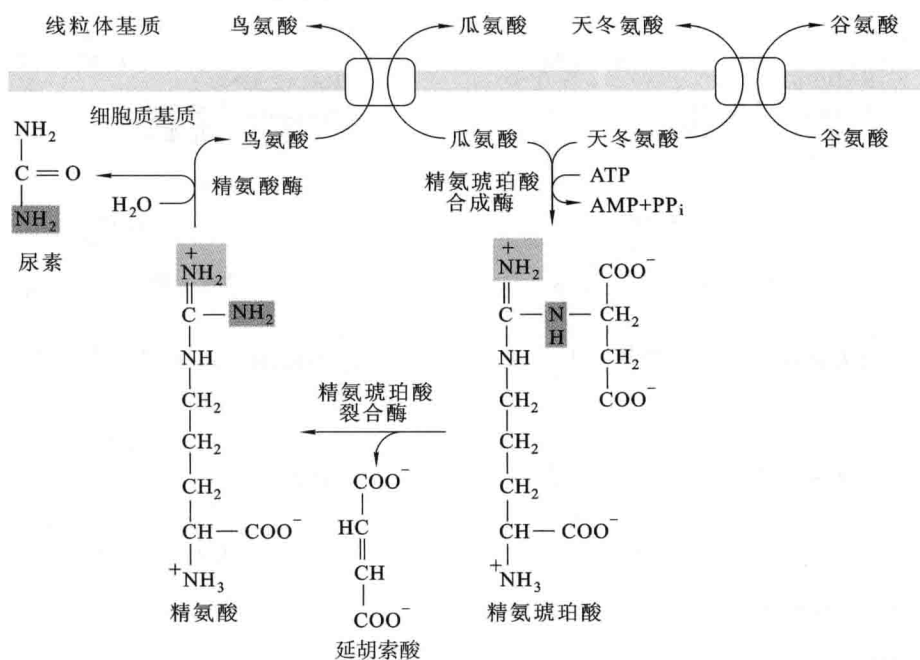 线粒体基质
鸟氨酸
瓜氨酸
天冬氨酸
谷氨酸
细胞质基质
鸟氨酸
瓜氨酸
天冬氨酸
谷氨酸
NH₂
C=O
NH₂
尿素
精氨酸酶
H₂O
精氨琥珀酸
合成酶
ATP
AMP+PPᵢ
+
NH₂
C—NH₂
NH
CH₂
CH₂
CH₂
CH—COO⁻
⁺NH₃
精氨酸
精氨琥珀酸
裂合酶
COO⁻
HC
CH
COO⁻
延胡索酸
+
NH₂
COO⁻
C—N—CH₂
H
NH
CH₂
CH₂
COO⁻
CH₂
CH₂
CH—COO⁻
⁺NH₃
精氨琥珀酸